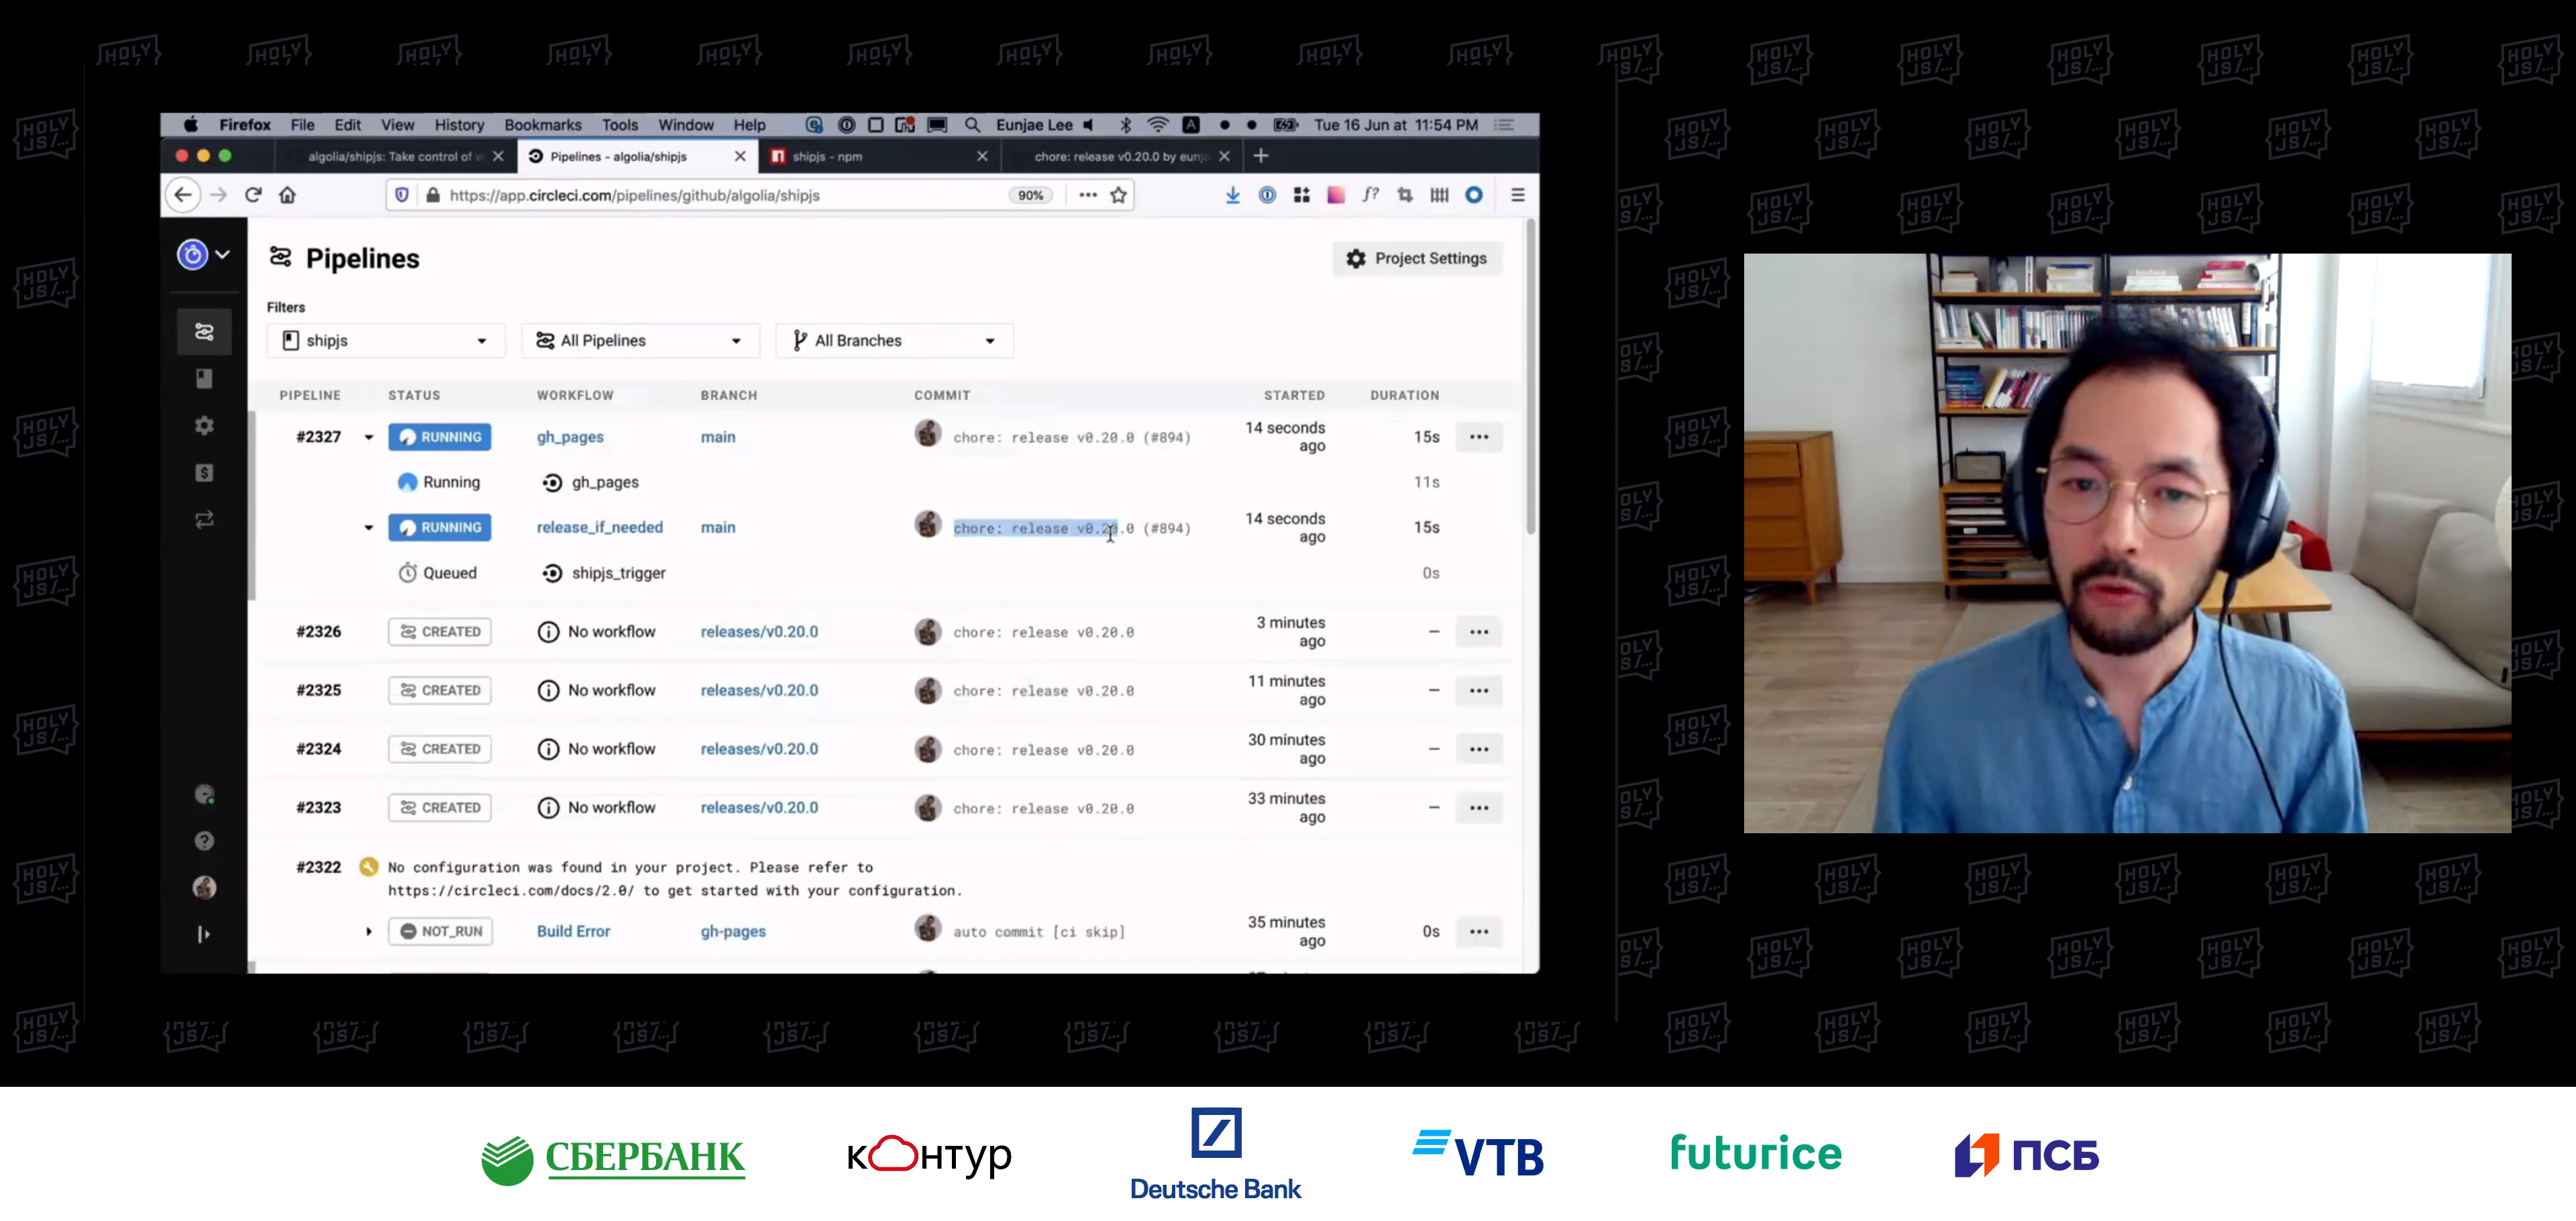 HOLY JS/...
Firefox File Edit View History Bookmarks Tools Window Help Eunjae Lee A Tue 16 Jun at 11:54 PM
algolia/shipjs: Take control of
Pipelines - algolia/shipjs
shipjs - npm
chore: release v0.20.0 by eunj
https://app.circleci.com/pipelines/github/algolia/shipjs 90%
Pipelines
Project Settings
Filters
shipjs All Pipelines All Branches
PIPELINE STATUS WORKFLOW BRANCH COMMIT STARTED DURATION
#2327 RUNNING gh_pages main chore: release v0.20.0 (#894) 14 seconds ago 15s
Running gh_pages 11s
RUNNING release_if_needed main chore: release v0.20.0 (#894) 14 seconds ago 15s
Queued shipjs_trigger 0s
#2326 CREATED No workflow releases/v0.20.0 chore: release v0.20.0 3 minutes ago –
#2325 CREATED No workflow releases/v0.20.0 chore: release v0.20.0 11 minutes ago –
#2324 CREATED No workflow releases/v0.20.0 chore: release v0.20.0 30 minutes ago –
#2323 CREATED No workflow releases/v0.20.0 chore: release v0.20.0 33 minutes ago –
#2322 No configuration was found in your project. Please refer to
https://circleci.com/docs/2.0/ to get started with your configuration.
NOT_RUN Build Error gh-pages auto commit [ci skip] 35 minutes ago 0s
СБЕРБАНК
контур
Deutsche Bank
VTB
futurice
ПСБ